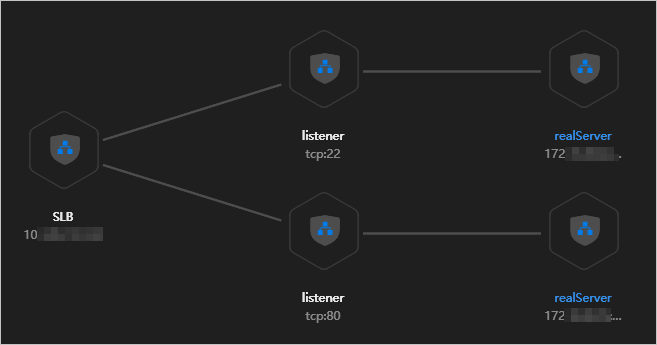 listener
tcp:22
realServer
172
SLB
10
listener
tcp:80
realServer
172